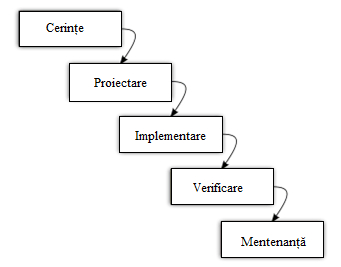 Cerințe
Proiectare
Implementare
Verificare
Mentenanță